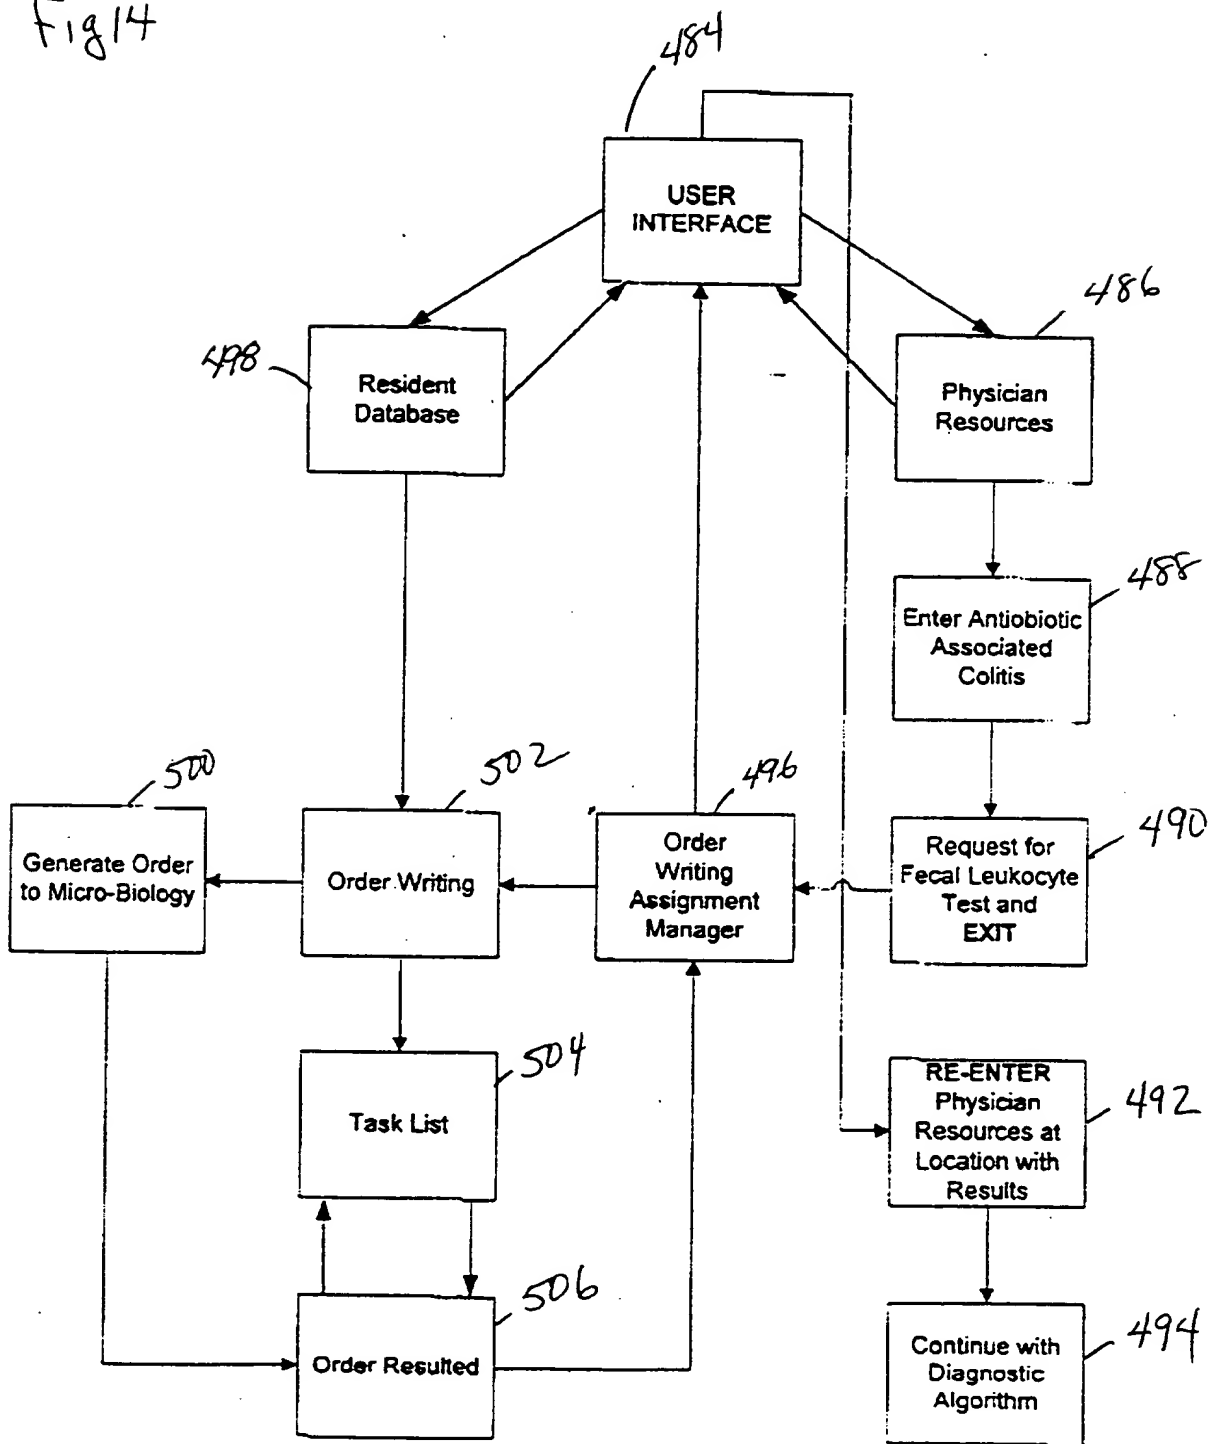 Fig 14
484
USER
INTERFACE
486
498
Resident
Database
Physician
Resources
488
Enter Antiobiotic
Associated
Colitis
500
502
496
490
Generate Order
to Micro-Biology
Order Writing
Order
Writing
Assignment
Manager
Request for
Fecal Leukocyte
Test and
EXIT
504
Task List
492
RE-ENTER
Physician
Resources at
Location with
Results
506
Order Resulted
494
Continue with
Diagnostic
Algorithm